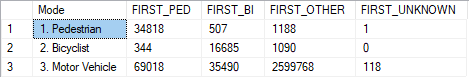 Mode FIRST_PED FIRST_BI FIRST_OTHER FIRST_UNKNOWN
1 1. Pedestrian 34818 507 1188 1
2 2. Bicyclist 344 16685 1090 0
3 3. Motor Vehicle 69018 35490 2599768 118